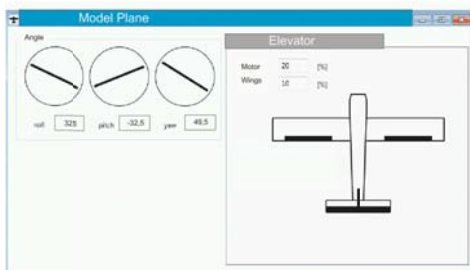 Model Plane
Angle
Elevator
Motor 20 [%]
Wings 10 [%]
roll 325 pitch -32,5 yaw 49,5